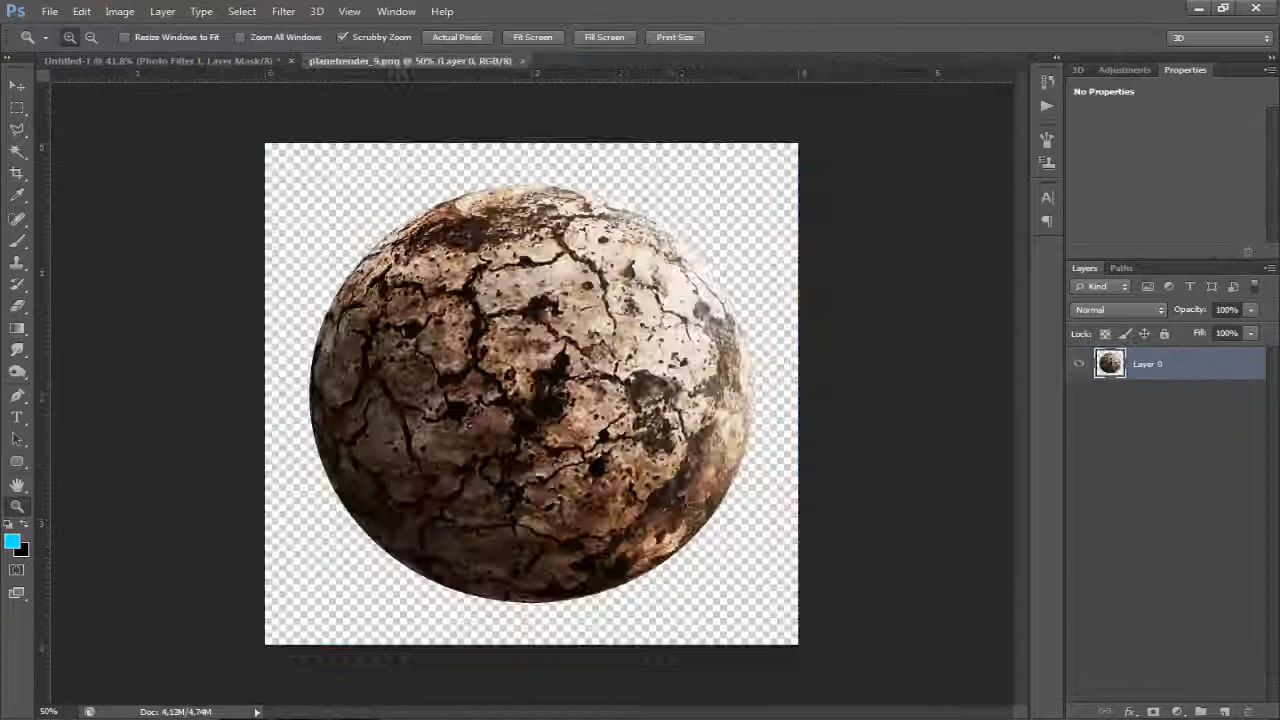 Ps File Edit Image Layer Type Select Filter 3D View Window Help
Resize Windows to Fit Zoom All Windows Scrubby Zoom Actual Pixels Fit Screen Fill Screen Print Size 3D
Untitled-1 @ 41,8% (Photo Filter 1, Layer Mask/8) * × planetrender_9.png @ 50% (Layer 0, RGB/8) ×
3D Adjustments Properties
No Properties
Layers Paths
Kind
Normal Opacity: 100%
Lock: Fill: 100%
Layer 0
50% Doc: 4,12M/4,74M